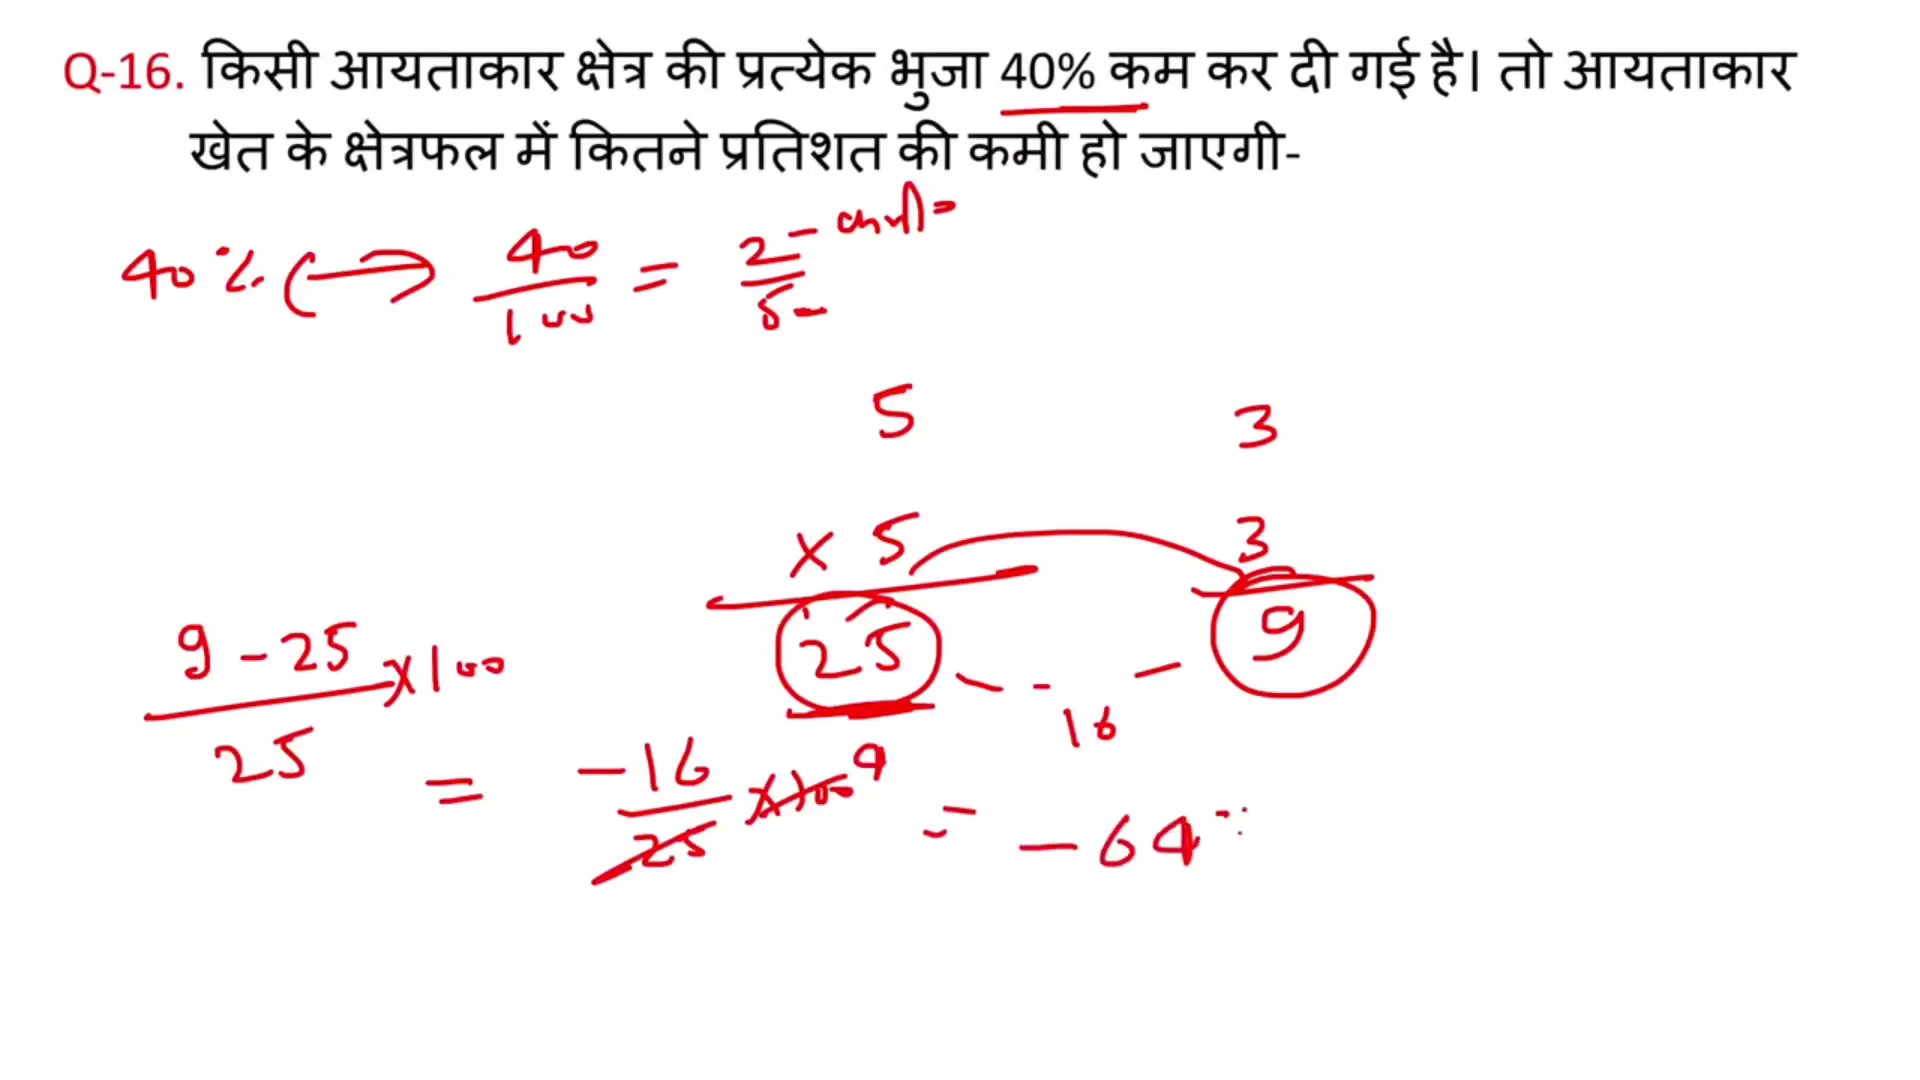 Q-16. किसी आयताकार क्षेत्र की प्रत्येक भुजा 40% कम कर दी गई है। तो आयताकार
खेत के क्षेत्रफल में कितने प्रतिशत की कमी हो जाएगी-
40% → 40/100 = 2/5 - कमी
5 3
× 5 3
25 - - 9
-16
9-25/25 ×100
= -16/25 ×100 4 = -64%